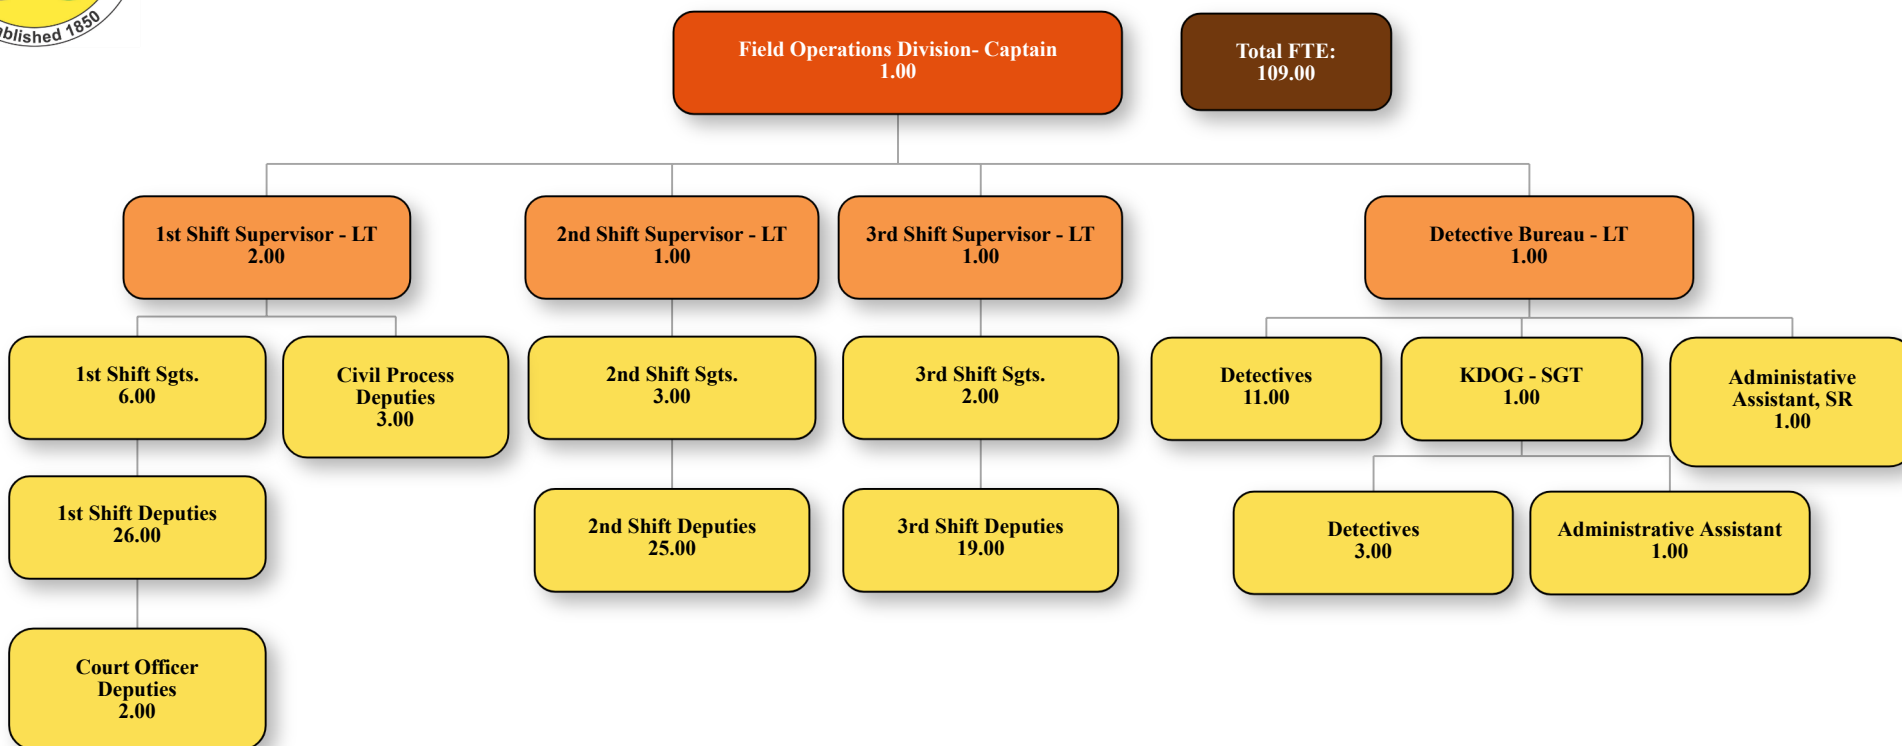 Established 1850
Field Operations Division- Captain
1.00
Total FTE:
109.00
1st Shift Supervisor - LT
2.00
2nd Shift Supervisor - LT
1.00
3rd Shift Supervisor - LT
1.00
Detective Bureau - LT
1.00
1st Shift Sgts.
6.00
Civil Process
Deputies
3.00
2nd Shift Sgts.
3.00
3rd Shift Sgts.
2.00
Detectives
11.00
KDOG - SGT
1.00
Administative
Assistant, SR
1.00
1st Shift Deputies
26.00
2nd Shift Deputies
25.00
3rd Shift Deputies
19.00
Detectives
3.00
Administrative Assistant
1.00
Court Officer
Deputies
2.00